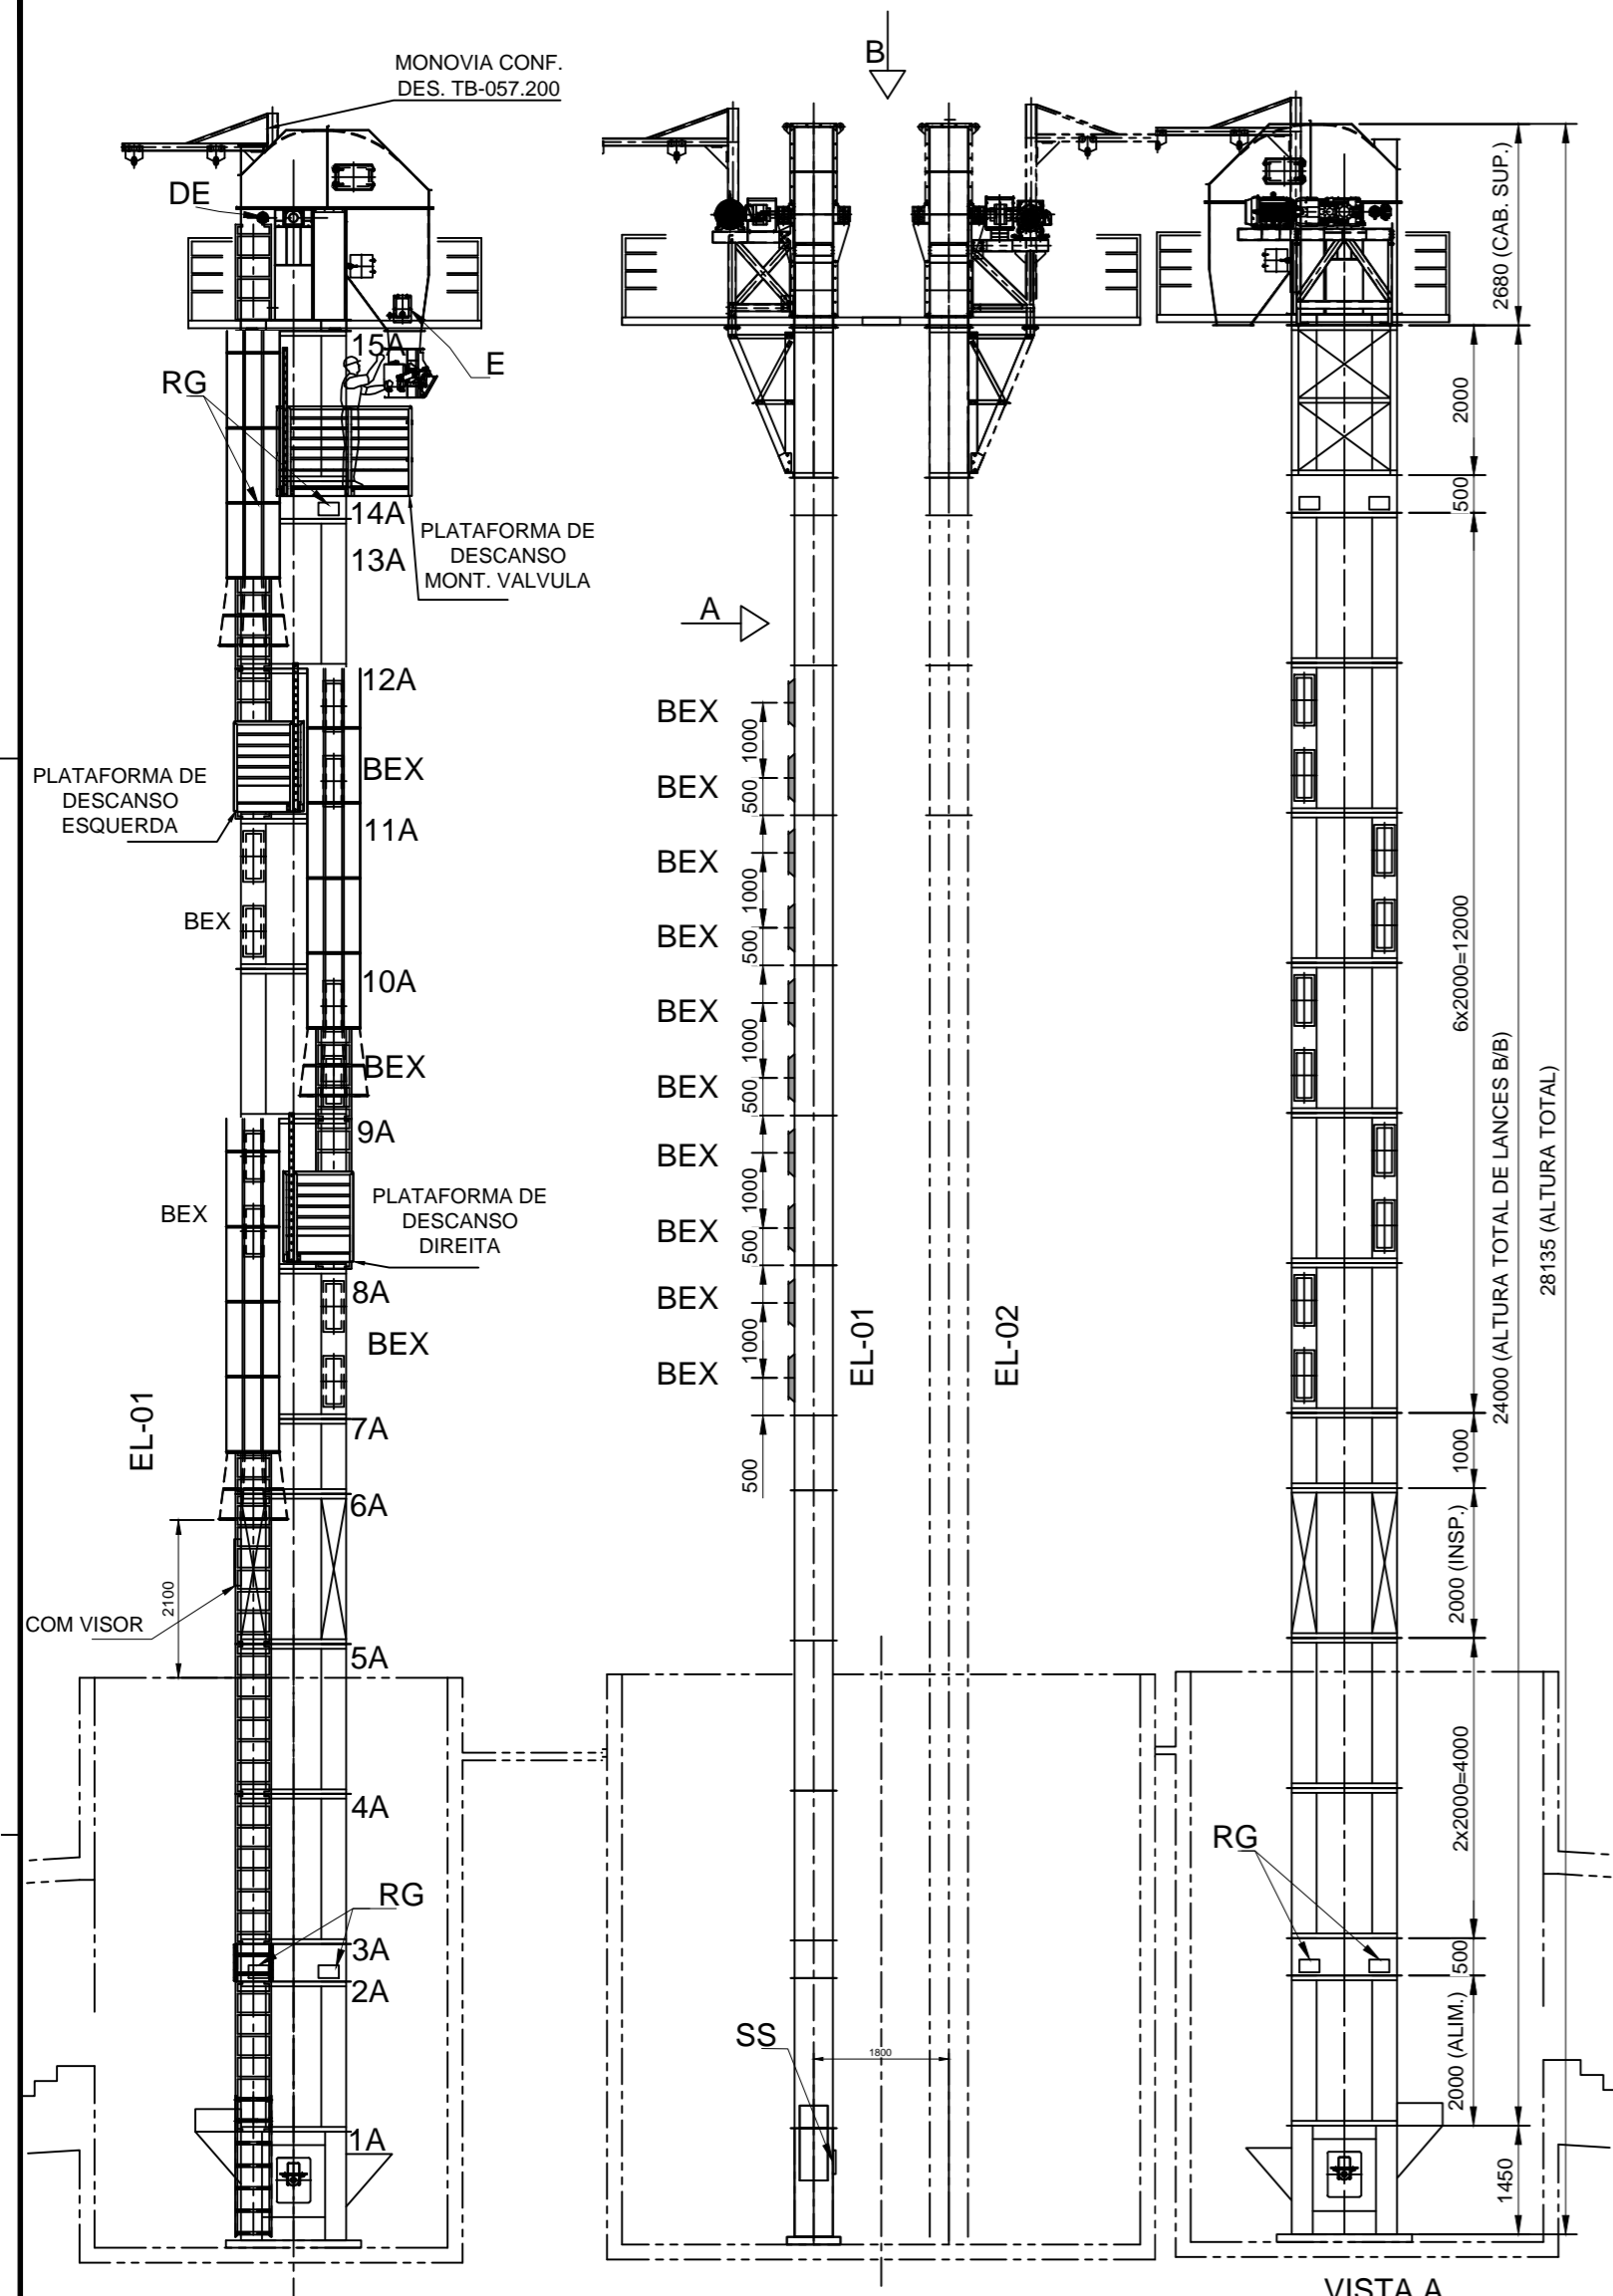 MONOVIA CONF.
DES. TB-057.200
DE
15A
E
RG
14A
13A
PLATAFORMA DE
DESCANSO
MONT. VALVULA
12A
BEX
PLATAFORMA DE
DESCANSO
ESQUERDA
11A
BEX
10A
BEX
9A
BEX
PLATAFORMA DE
DESCANSO
DIREITA
8A
BEX
EL-01
7A
6A
2100
COM VISOR
5A
4A
RG
3A
2A
1A
B
A
BEX
1000
BEX
500
BEX
1000
BEX
500
BEX
1000
BEX
500
BEX
1000
BEX
500
BEX
1000
BEX
500
EL-01
EL-02
SS
1800
2680 (CAB. SUP.)
2000
500
6x2000=12000
24000 (ALTURA TOTAL DE LANCES B/B)
28135 (ALTURA TOTAL)
1000
2000 (INSP.)
2x2000=4000
RG
500
2000 (ALIM.)
1450
VISTA A